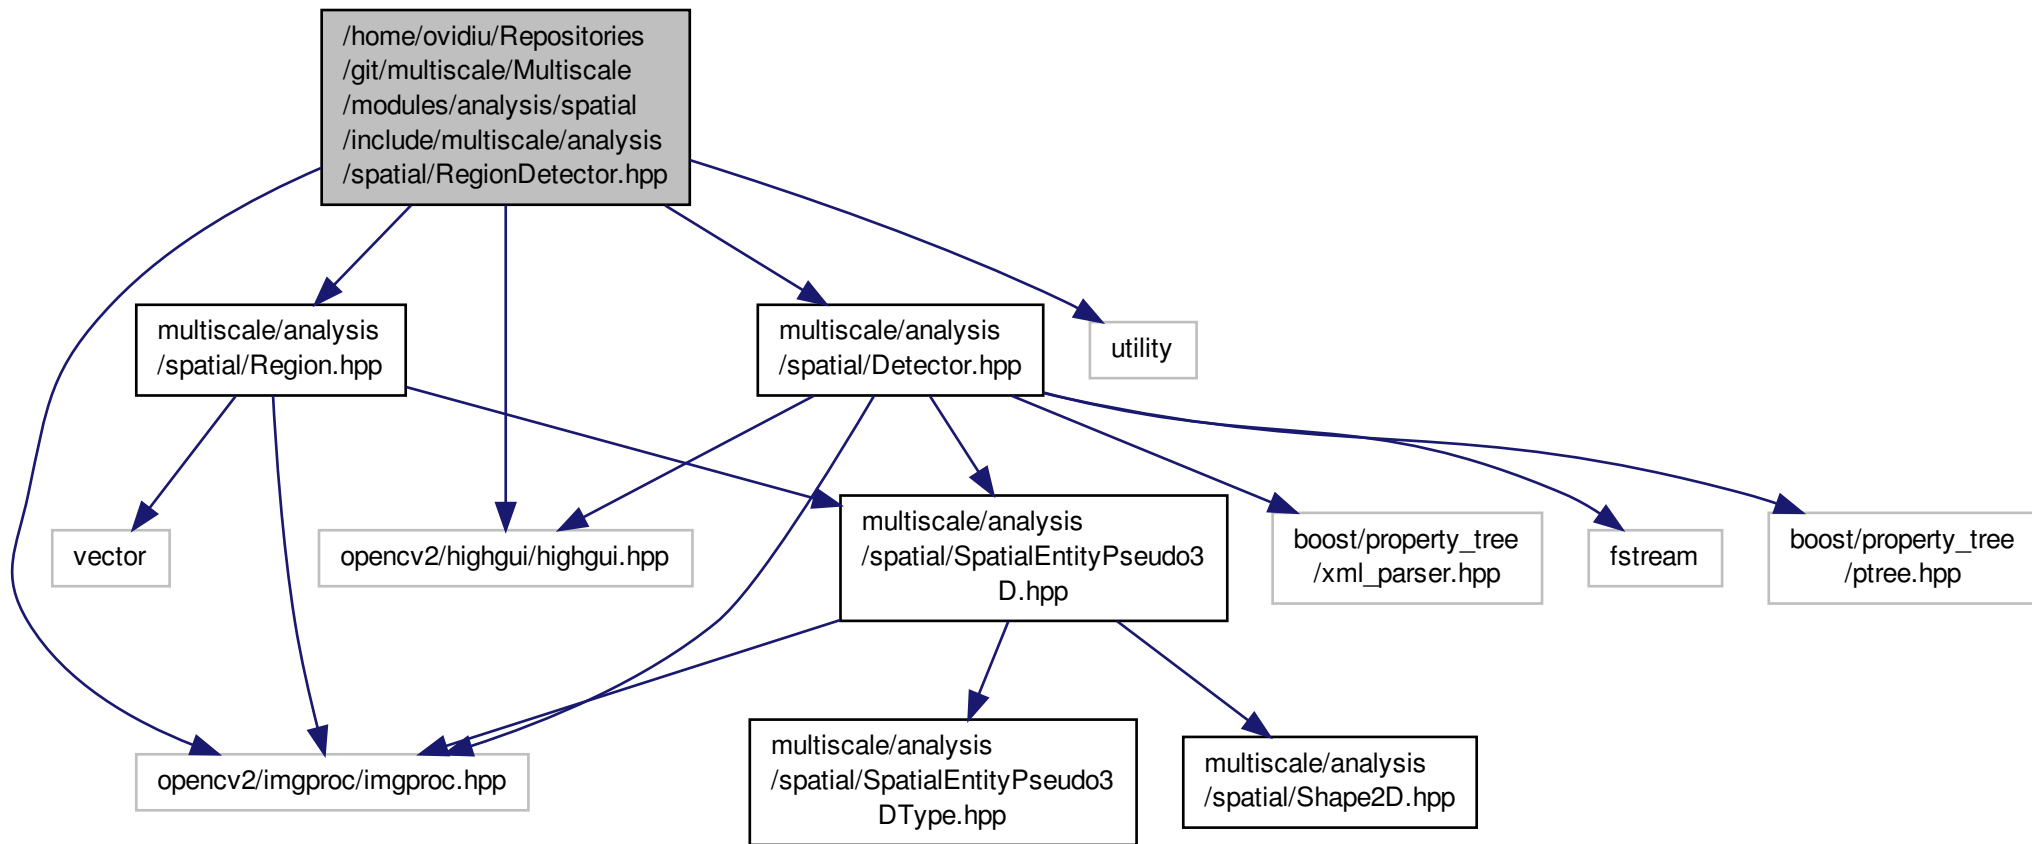 /home/ovidiu/Repositories
/git/multiscale/Multiscale
/modules/analysis/spatial
/include/multiscale/analysis
/spatial/RegionDetector.hpp
multiscale/analysis
/spatial/Region.hpp
multiscale/analysis
/spatial/Detector.hpp
utility
vector
opencv2/highgui/highgui.hpp
multiscale/analysis
/spatial/SpatialEntityPseudo3
D.hpp
boost/property_tree
/xml_parser.hpp
fstream
boost/property_tree
/ptree.hpp
opencv2/imgproc/imgproc.hpp
multiscale/analysis
/spatial/SpatialEntityPseudo3
DType.hpp
multiscale/analysis
/spatial/Shape2D.hpp